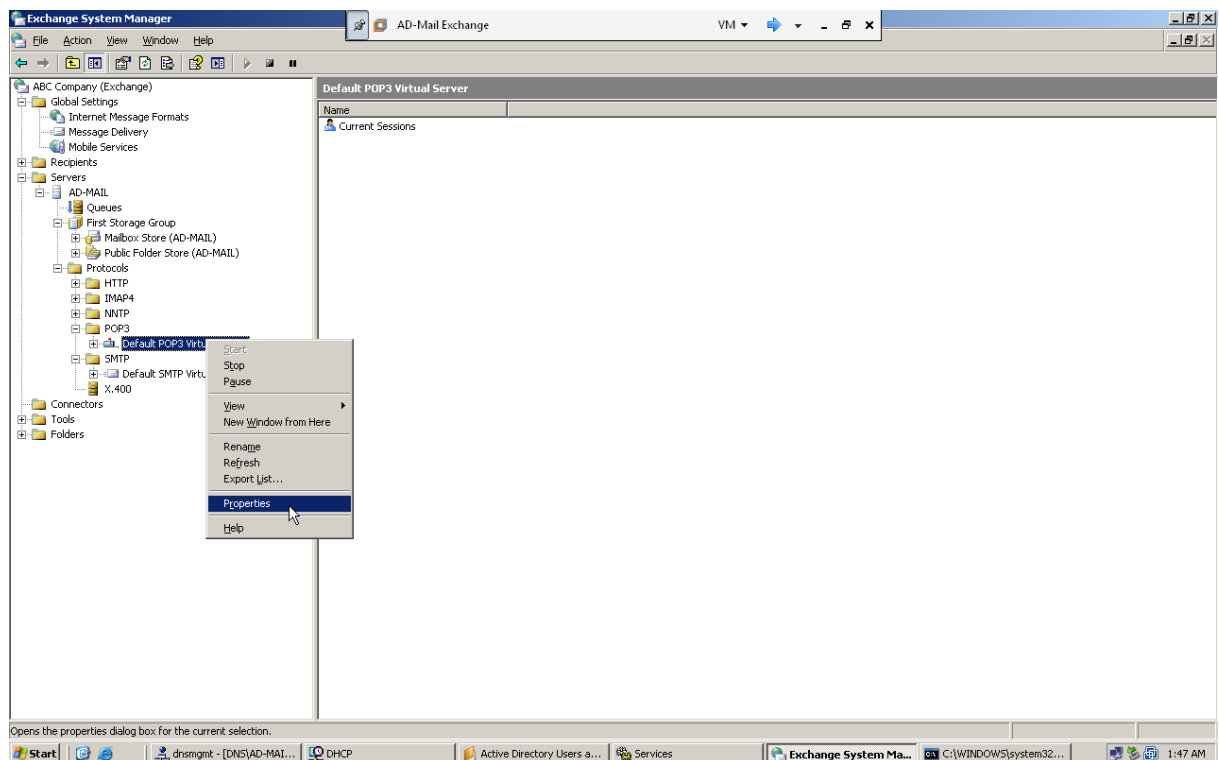 Exchange System Manager
AD-Mail Exchange
VM
File Action View Window Help
ABC Company (Exchange)
Global Settings
Internet Message Formats
Message Delivery
Mobile Services
Recipients
Servers
AD-MAIL
Queues
First Storage Group
Mailbox Store (AD-MAIL)
Public Folder Store (AD-MAIL)
Protocols
HTTP
IMAP4
NNTP
POP3
Default POP3 Virtu
SMTP
Default SMTP Virtu
X.400
Connectors
Tools
Folders
Default POP3 Virtual Server
Name
Current Sessions
Start
Stop
Pause
View
New Window from Here
Rename
Refresh
Export List...
Properties
Help
Opens the properties dialog box for the current selection.
Start
dnsmgmt - [DNS\AD-MAI...
DHCP
Active Directory Users a...
Services
Exchange System Ma...
C:\WINDOWS\system32...
1:47 AM